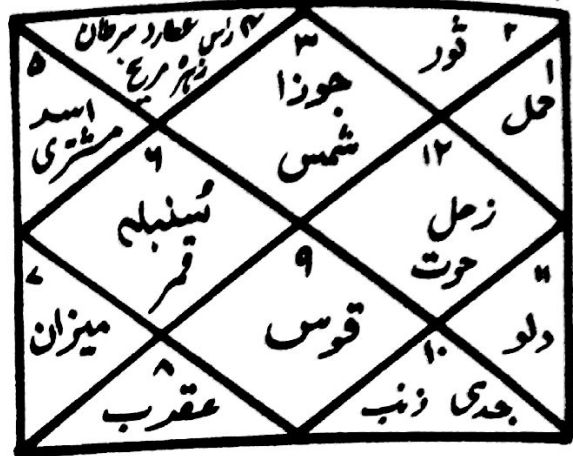 ۳
جوزا
شمس
۲
ثور
۱
حمل
۱۲
زحل
حوت
۱۱
دلو
۱۰
جدی ذنب
۹
قوس
۸
عقرب
۷
میزان
۶
سُنبلہ
قمر
۵
اسد
مشتری
۴ راس عطارد سرطان
زہرہ مریخ